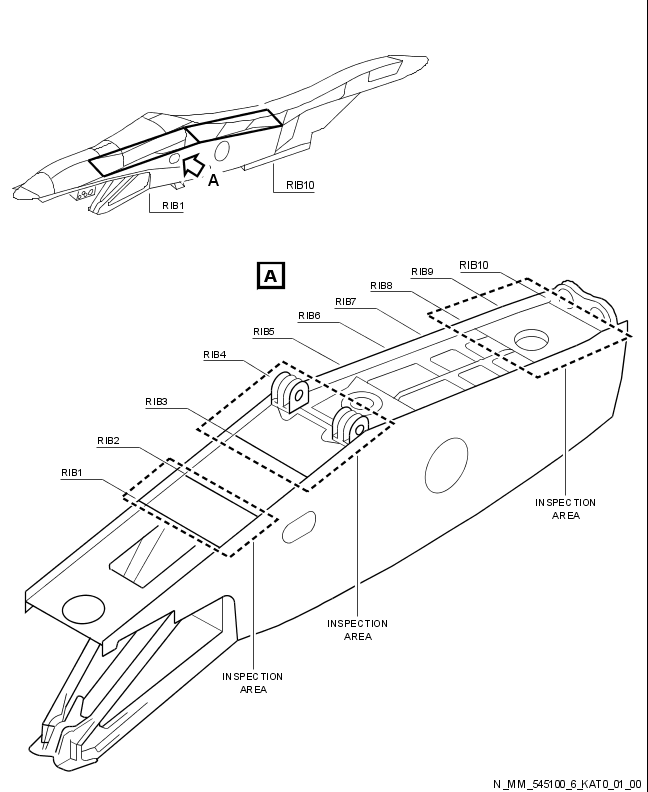 A
RIB10
RIB1
A
RIB10
RIB9
RIB8
RIB7
RIB6
RIB5
RIB4
RIB3
RIB2
RIB1
INSPECTION
AREA
INSPECTION
AREA
INSPECTION
AREA
N_MM_545100_6_KAT0_01_00